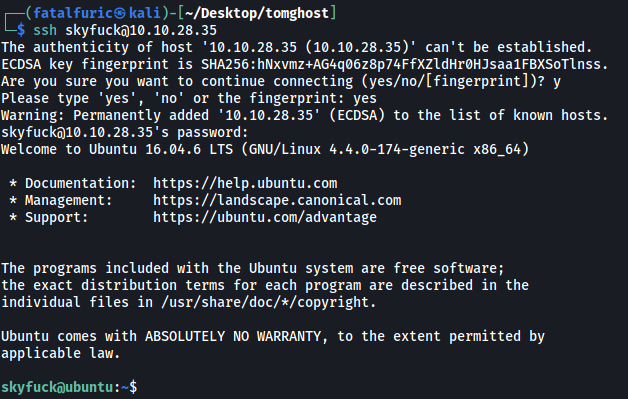 ┌──(fatalfuric㉿kali)-[~/Desktop/tomghost]
└─$ ssh skyfuck@10.10.28.35
The authenticity of host '10.10.28.35 (10.10.28.35)' can't be established.
ECDSA key fingerprint is SHA256:hNxvmz+AG4q06z8p74FfXZldHr0HJsaa1FBXSoTlnss.
Are you sure you want to continue connecting (yes/no/[fingerprint])? y
Please type 'yes', 'no' or the fingerprint: yes
Warning: Permanently added '10.10.28.35' (ECDSA) to the list of known hosts.
skyfuck@10.10.28.35's password:
Welcome to Ubuntu 16.04.6 LTS (GNU/Linux 4.4.0-174-generic x86_64)

 * Documentation:  https://help.ubuntu.com
 * Management:     https://landscape.canonical.com
 * Support:        https://ubuntu.com/advantage

The programs included with the Ubuntu system are free software;
the exact distribution terms for each program are described in the
individual files in /usr/share/doc/*/copyright.

Ubuntu comes with ABSOLUTELY NO WARRANTY, to the extent permitted by
applicable law.

skyfuck@ubuntu:~$